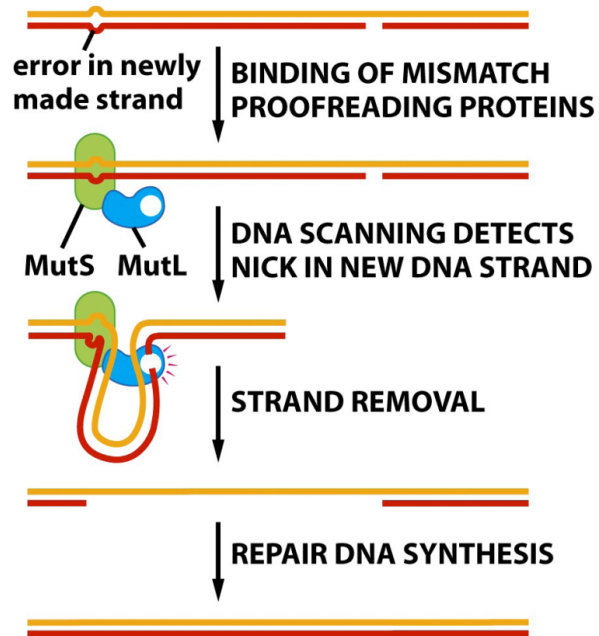 error in newly
made strand
BINDING OF MISMATCH
PROOFREADING PROTEINS
MutS MutL
DNA SCANNING DETECTS
NICK IN NEW DNA STRAND
STRAND REMOVAL
REPAIR DNA SYNTHESIS